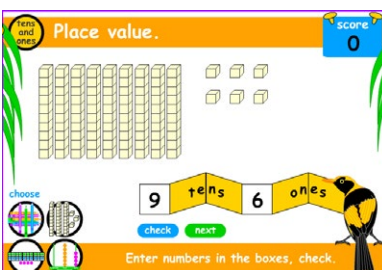 tens
and
ones
Place value.
score
0
choose
9 tens 6 ones
check next
Enter numbers in the boxes, check.